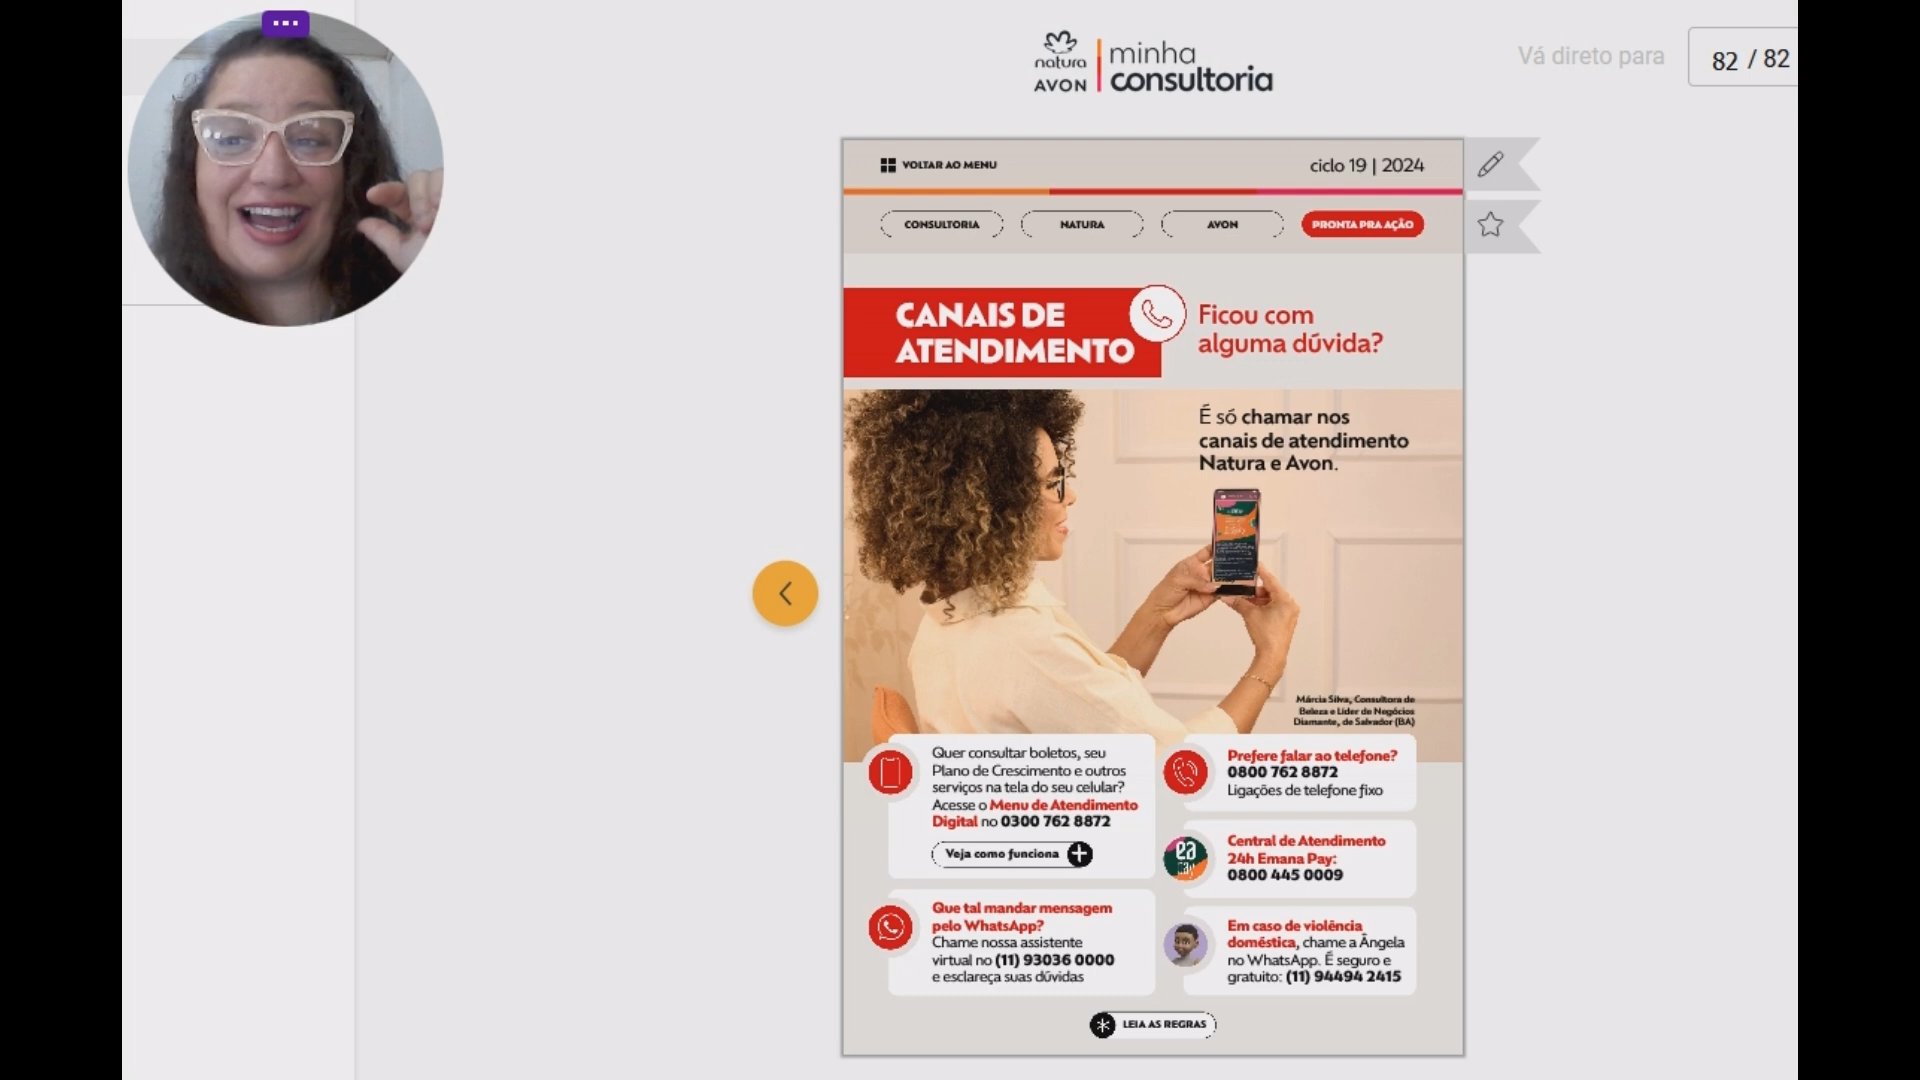 natura
AVON
minha
consultoria
Vá direto para
82 / 82
VOLTAR AO MENU
ciclo 19 | 2024
CONSULTORIA
NATURA
AVON
PRONTA PRA AÇÃO
CANAIS DE
ATENDIMENTO
Ficou com
alguma dúvida?
É só chamar nos
canais de atendimento
Natura e Avon.
Márcia Silva, Consultora de
Beleza e Líder de Negócios
Diamante, de Salvador (BA)
Quer consultar boletos, seu
Plano de Crescimento e outros
serviços na tela do seu celular?
Acesse o Menu de Atendimento
Digital no 0300 762 8872
Veja como funciona
Que tal mandar mensagem
pelo WhatsApp?
Chame nossa assistente
virtual no (11) 93036 0000
e esclareça suas dúvidas
Prefere falar ao telefone?
0800 762 8872
Ligações de telefone fixo
ea
pay
Central de Atendimento
24h Emana Pay:
0800 445 0009
Em caso de violência
doméstica, chame a Ângela
no WhatsApp. É seguro e
gratuito: (11) 94494 2415
LEIA AS REGRAS